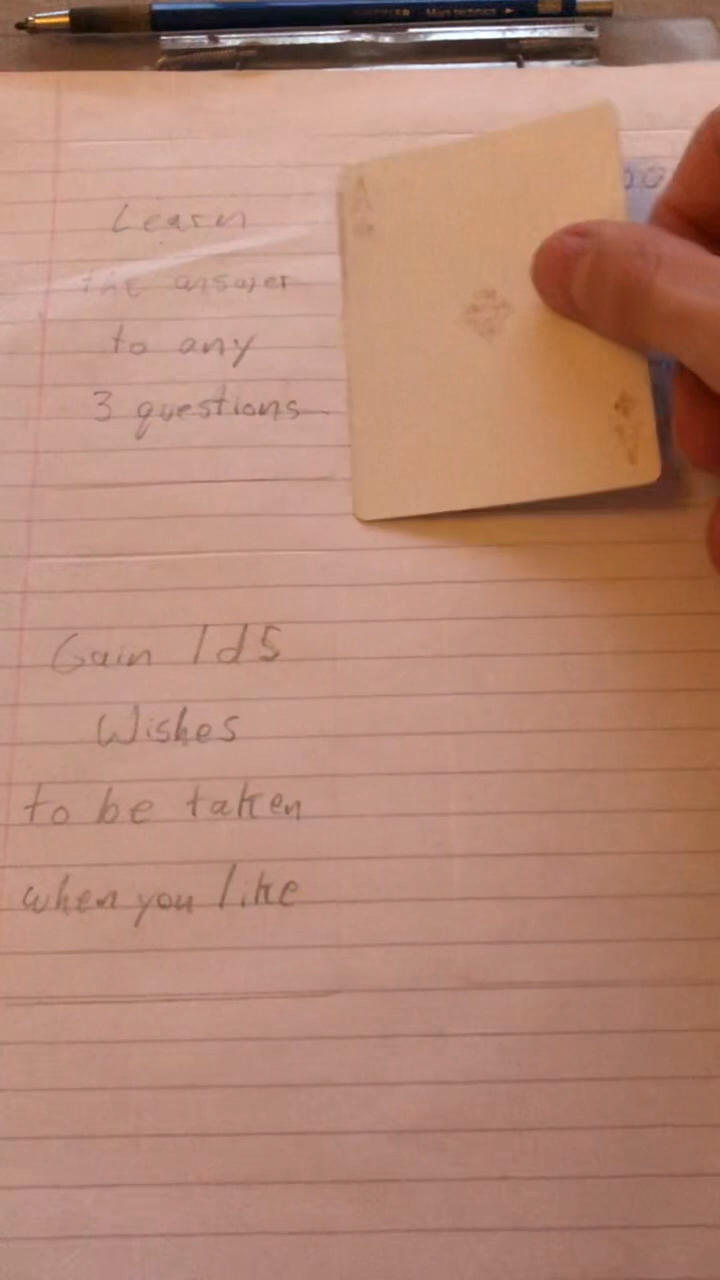 Learn
the answer
to any
3 questions
A
A
Gain 1d5
Wishes
to be taken
when you like